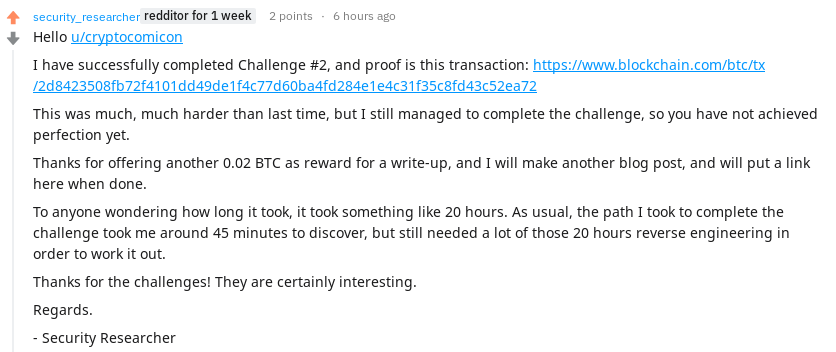 security_researcher redditor for 1 week 2 points · 6 hours ago
Hello u/cryptocomicon
I have successfully completed Challenge #2, and proof is this transaction: https://www.blockchain.com/btc/tx
/2d8423508fb72f4101dd49de1f4c77d60ba4fd284e1e4c31f35c8fd43c52ea72
This was much, much harder than last time, but I still managed to complete the challenge, so you have not achieved
perfection yet.
Thanks for offering another 0.02 BTC as reward for a write-up, and I will make another blog post, and will put a link
here when done.
To anyone wondering how long it took, it took something like 20 hours. As usual, the path I took to complete the
challenge took me around 45 minutes to discover, but still needed a lot of those 20 hours reverse engineering in
order to work it out.
Thanks for the challenges! They are certainly interesting.
Regards.
- Security Researcher